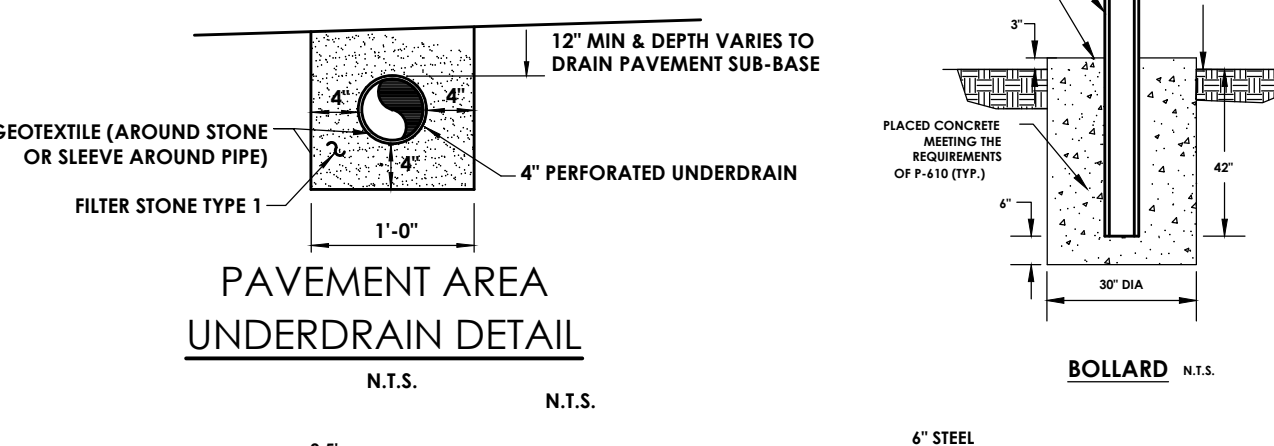 12" MIN & DEPTH VARIES TO
DRAIN PAVEMENT SUB-BASE
4"
4"
GEOTEXTILE (AROUND STONE
OR SLEEVE AROUND PIPE)
4"
4" PERFORATED UNDERDRAIN
FILTER STONE TYPE 1
1'-0"
PAVEMENT AREA
UNDERDRAIN DETAIL
N.T.S.
N.T.S.
3"
PLACED CONCRETE
MEETING THE
REQUIREMENTS
OF P-610 (TYP.)
42"
6"
30" DIA
BOLLARD N.T.S.
6" STEEL